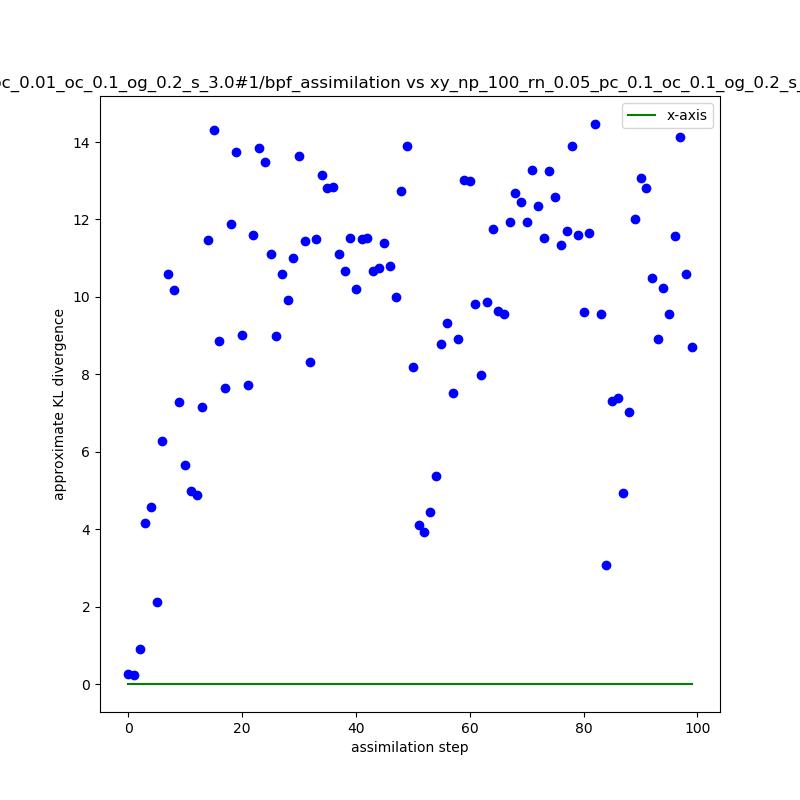 oc_0.01_oc_0.1_og_0.2_s_3.0#1/bpf_assimilation vs xy_np_100_rn_0.05_pc_0.1_oc_0.1_og_0.2_s_
x-axis
approximate KL divergence
14
12
10
8
6
4
2
0
0 20 40 60 80 100
assimilation step